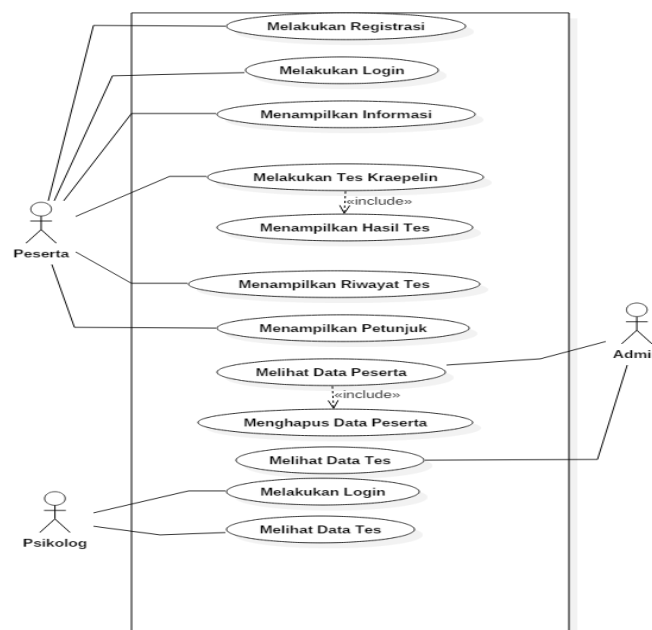 Melakukan Registrasi
Melakukan Login
Menampilkan Informasi
Melakukan Tes Kraepelin
«include»
Menampilkan Hasil Tes
Peserta
Menampilkan Riwayat Tes
Menampilkan Petunjuk
Admi
Melihat Data Peserta
«include»
Menghapus Data Peserta
Melihat Data Tes
Melakukan Login
Melihat Data Tes
Psikolog